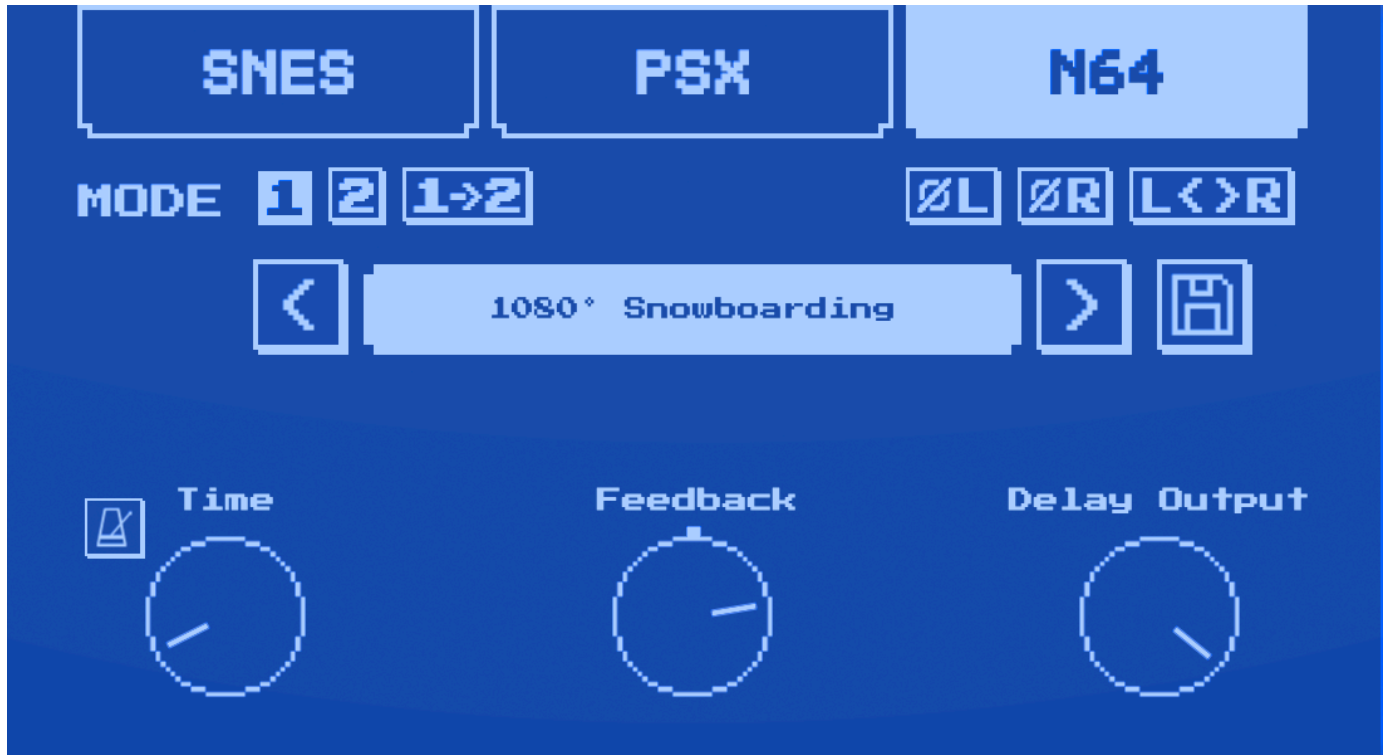 SNES PSX N64
MODE 1 2 1→2 ØL ØR L<>R
< 1080° Snowboarding >
Time Feedback Delay Output